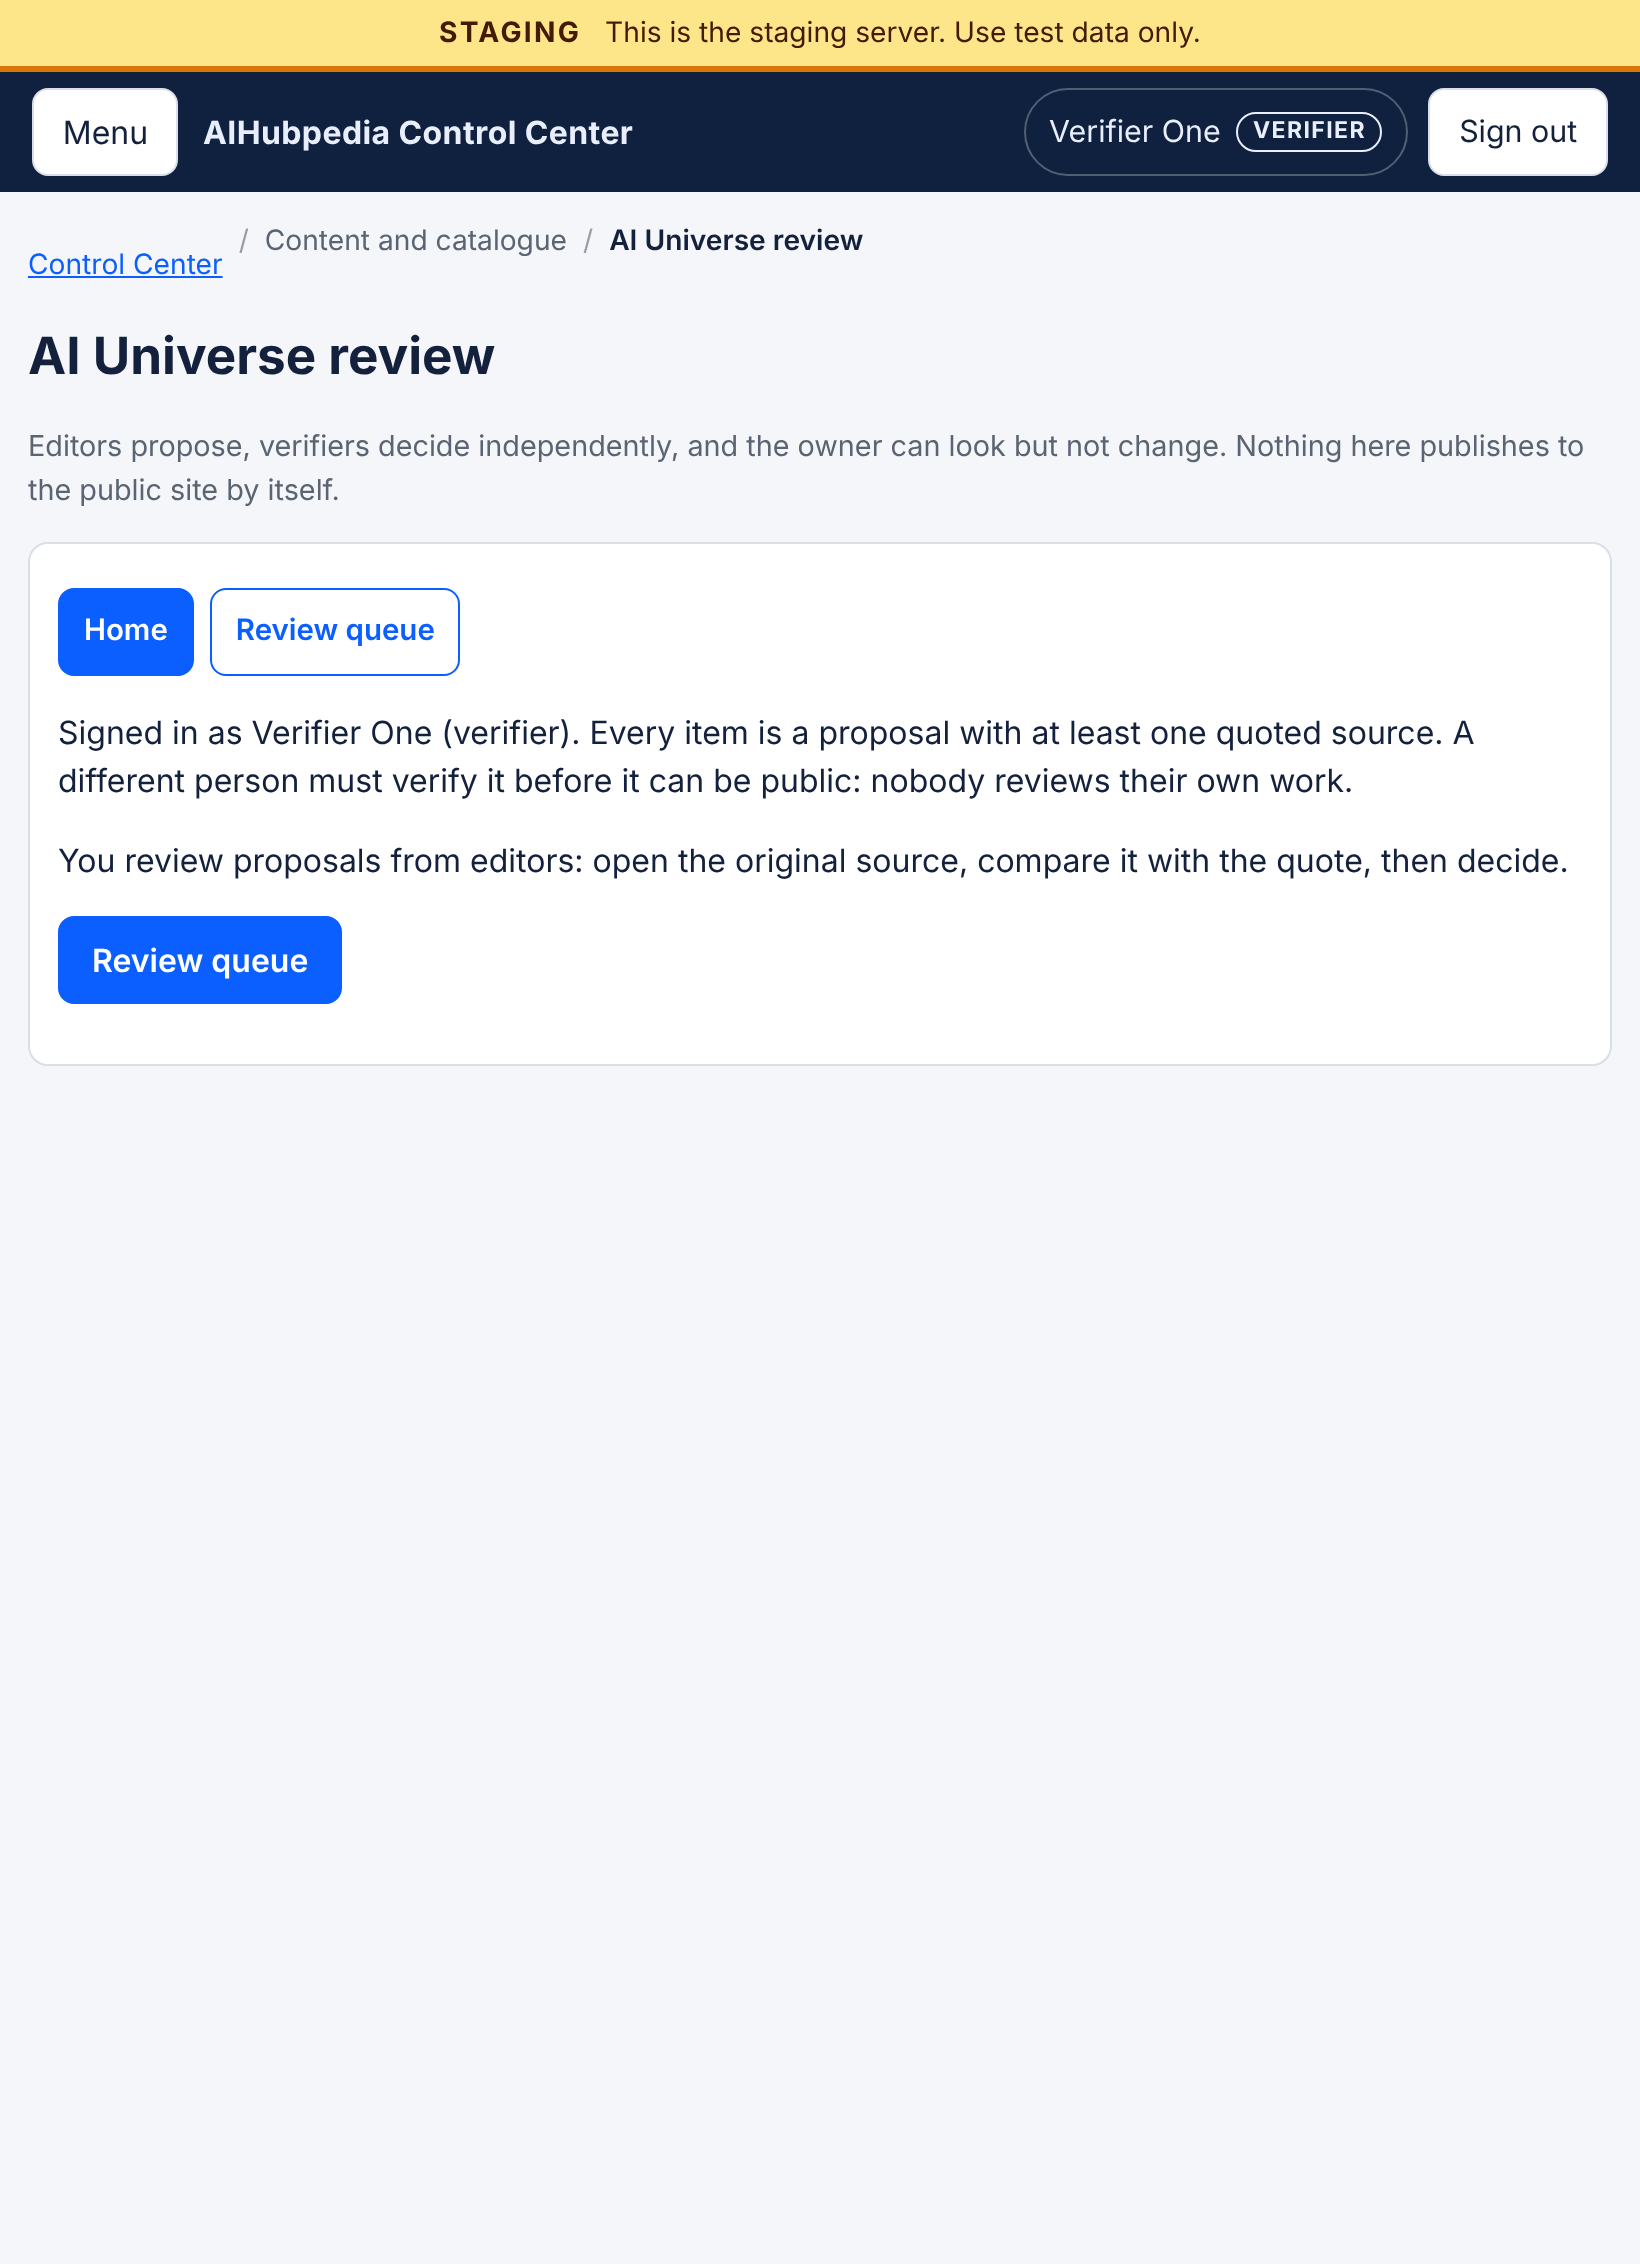 STAGING This is the staging server. Use test data only.
Menu AIHubpedia Control Center Verifier One VERIFIER Sign out
Control Center / Content and catalogue / AI Universe review
AI Universe review
Editors propose, verifiers decide independently, and the owner can look but not change. Nothing here publishes to
the public site by itself.
Home Review queue
Signed in as Verifier One (verifier). Every item is a proposal with at least one quoted source. A
different person must verify it before it can be public: nobody reviews their own work.
You review proposals from editors: open the original source, compare it with the quote, then decide.
Review queue